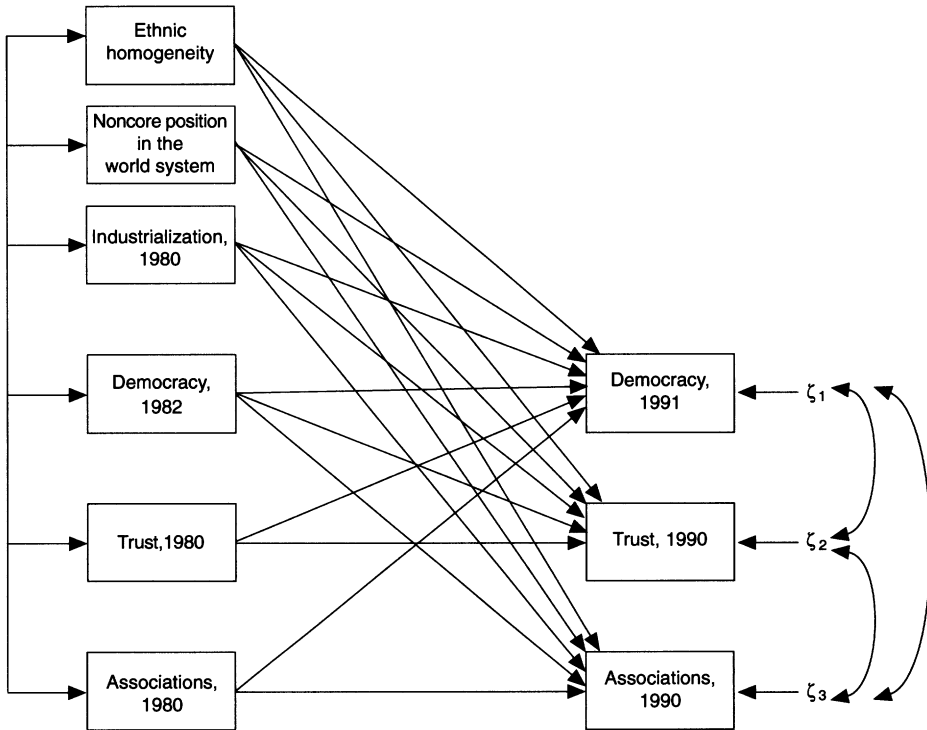 Ethnic
homogeneity
Noncore position
in the
world system
Industrialization,
1980
Democracy,
1982
Trust,1980
Associations,
1980
Democracy,
1991
Trust, 1990
Associations,
1990
ζ1
ζ2
ζ3